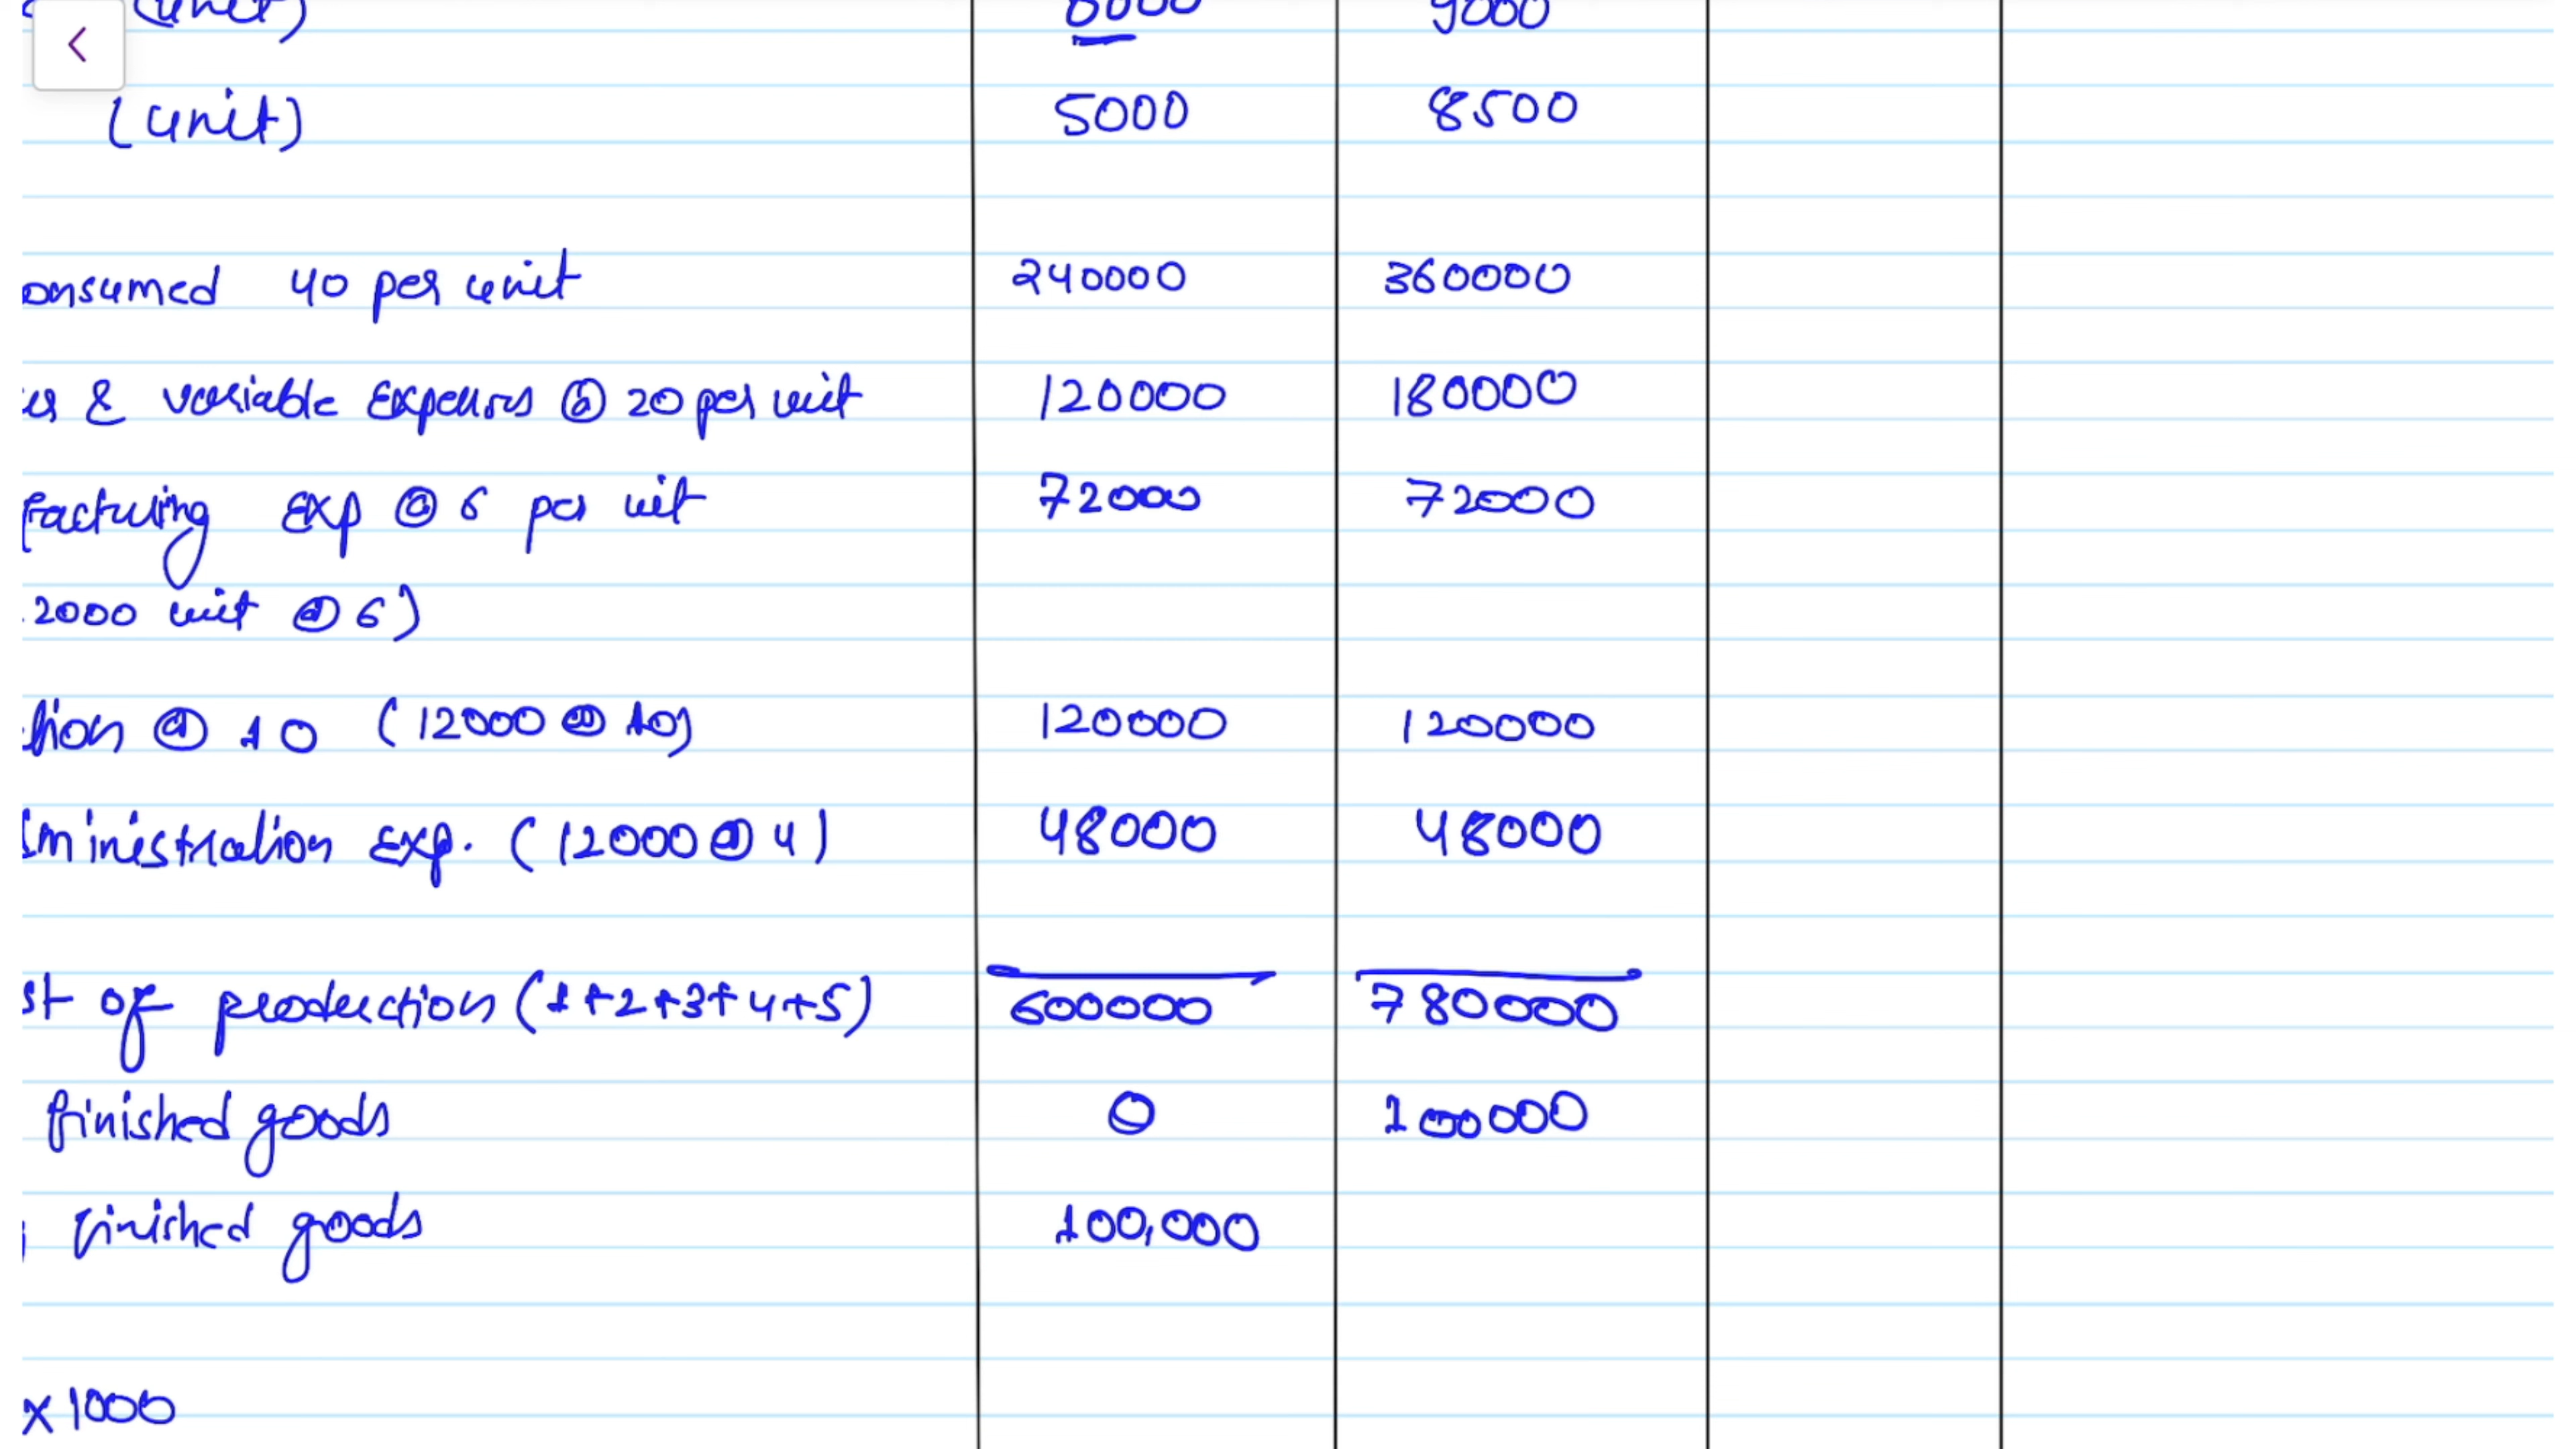 (unit) 6000 9000
(unit) 5000 8500
onsumed 40 per unit 240000 360000
& variable Expenses @ 20 per unit 120000 180000
facturing Exp @ 6 per unit 72000 72000
2000 unit @ 6)
tion @ 10 (12000 @ 10) 120000 120000
ministration Exp. (12000 @ 4) 48000 48000
st of production (1+2+3+4+5) 600000 780000
finished goods 0 100000
finished goods 100,000
x1000